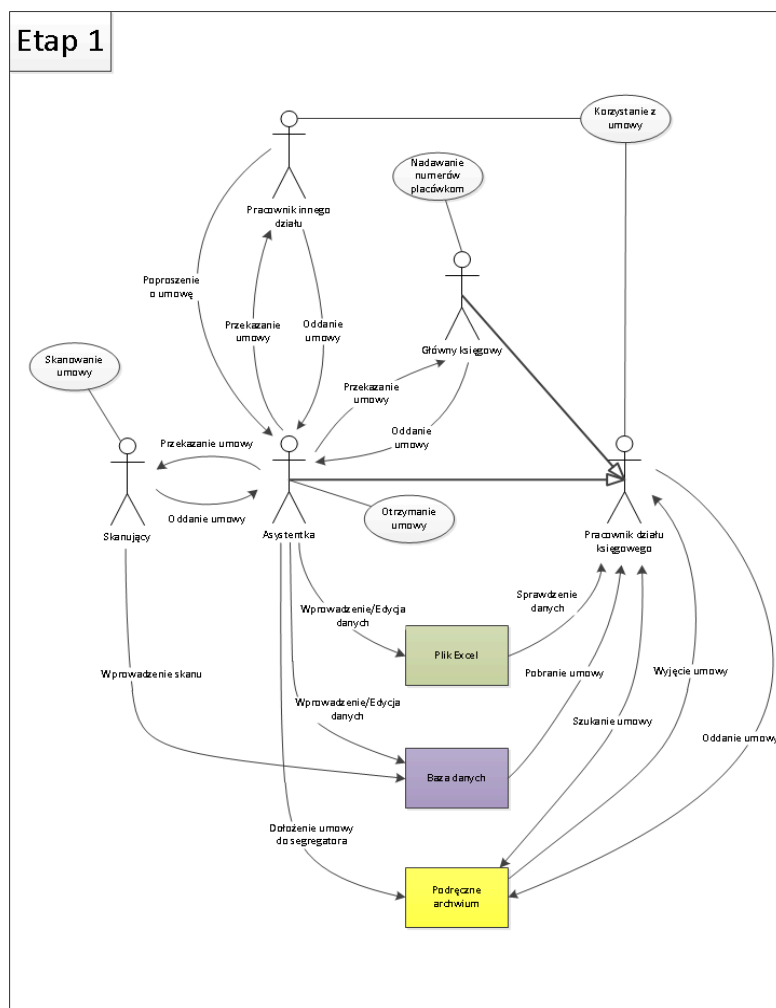 Etap 1
Korzystanie z
umowy
Nadawanie
numerów
placówkom
Pracownik innego
działu
Poproszenie
o umowę
Przekazanie
umowy
Oddanie
umowy
Główny księgowy
Skanowanie
umowy
Przekazanie
umowy
Oddanie
umowy
Przekazanie umowy
Oddanie umowy
Otrzymanie
umowy
Skanujący
Asystentka
Pracownik działu
księgowego
Wprowadzenie/Edycja
danych
Sprawdzenie
danych
Plik Excel
Wprowadzenie skanu
Pobranie umowy
Wyjęcie umowy
Wprowadzenie/Edycja
danych
Szukanie umowy
Oddanie umowy
Baza danych
Dołożenie umowy
do segregatora
Podręczne
archwium